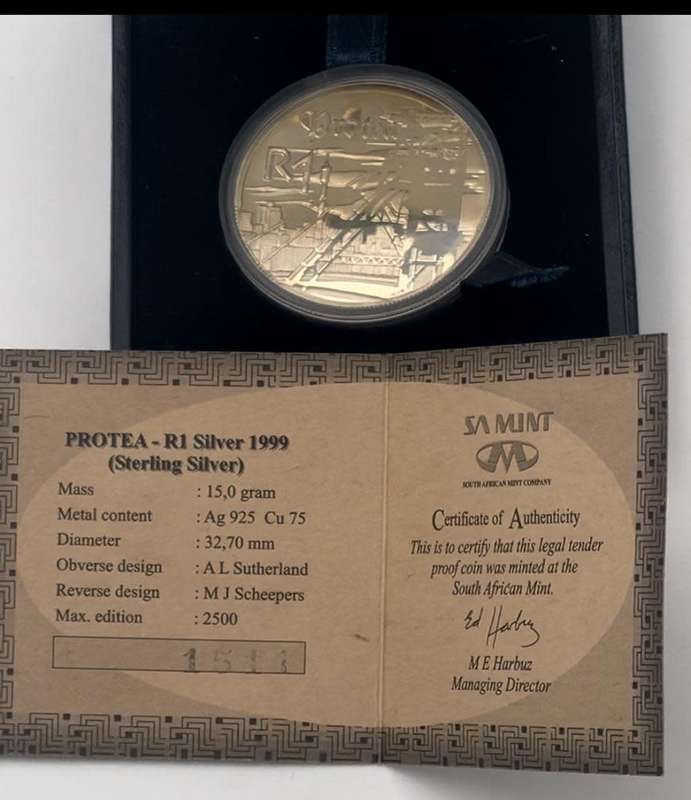 R1
PROTEA - R1 Silver 1999
(Sterling Silver)
Mass : 15,0 gram
Metal content : Ag 925 Cu 75
Diameter : 32,70 mm
Obverse design : A L Sutherland
Reverse design : M J Scheepers
Max. edition : 2500
1511
SA MINT
SOUTH AFRICAN MINT COMPANY
Certificate of Authenticity
This is to certify that this legal tender
proof coin was minted at the
South African Mint.
Ed Harbuz
M E Harbuz
Managing Director